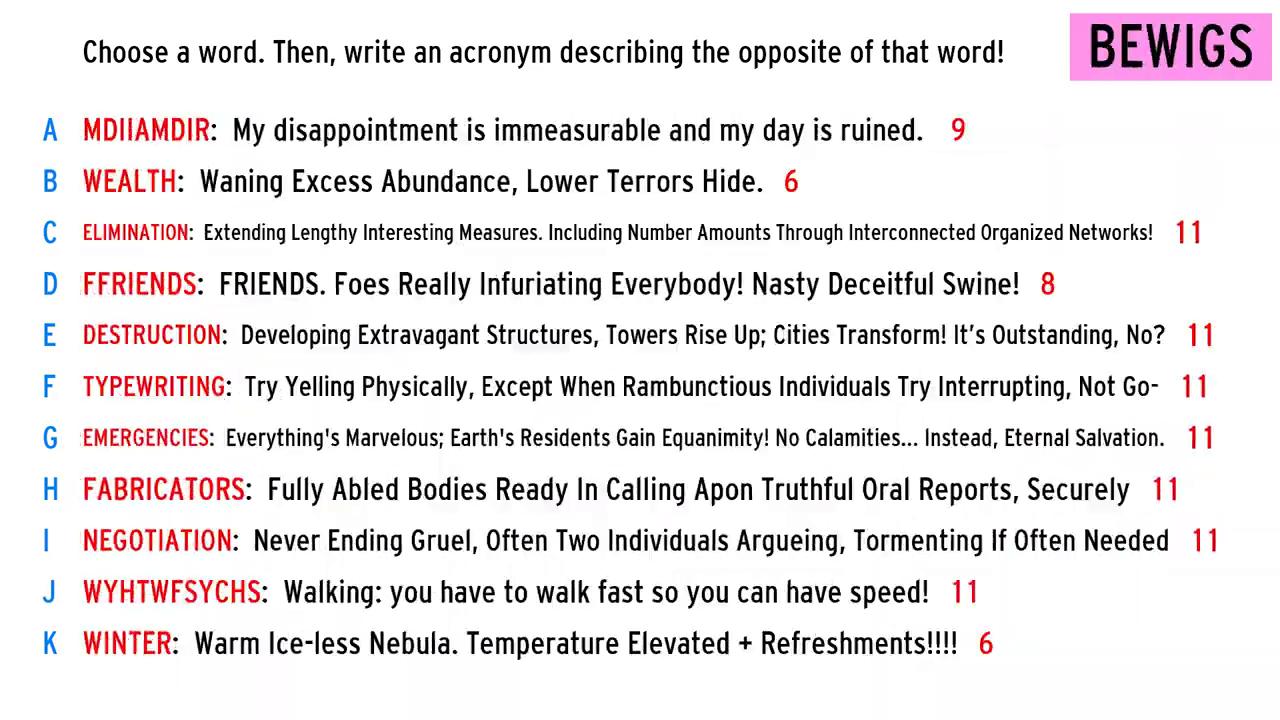 Choose a word. Then, write an acronym describing the opposite of that word!
BEWIGS
A MDIIAMDIR: My disappointment is immeasurable and my day is ruined. 9
B WEALTH: Waning Excess Abundance, Lower Terrors Hide. 6
C ELIMINATION: Extending Lengthy Interesting Measures. Including Number Amounts Through Interconnected Organized Networks! 11
D FFRIENDS: FRIENDS. Foes Really Infuriating Everybody! Nasty Deceitful Swine! 8
E DESTRUCTION: Developing Extravagant Structures, Towers Rise Up; Cities Transform! It's Outstanding, No? 11
F TYPEWRITING: Try Yelling Physically, Except When Rambunctious Individuals Try Interrupting, Not Go- 11
G EMERGENCIES: Everything's Marvelous; Earth's Residents Gain Equanimity! No Calamities... Instead, Eternal Salvation. 11
H FABRICATORS: Fully Abled Bodies Ready In Calling Apon Truthful Oral Reports, Securely 11
I NEGOTIATION: Never Ending Gruel, Often Two Individuals Argueing, Tormenting If Often Needed 11
J WYHTWFSYCHS: Walking: you have to walk fast so you can have speed! 11
K WINTER: Warm Ice-less Nebula. Temperature Elevated + Refreshments!!!! 6